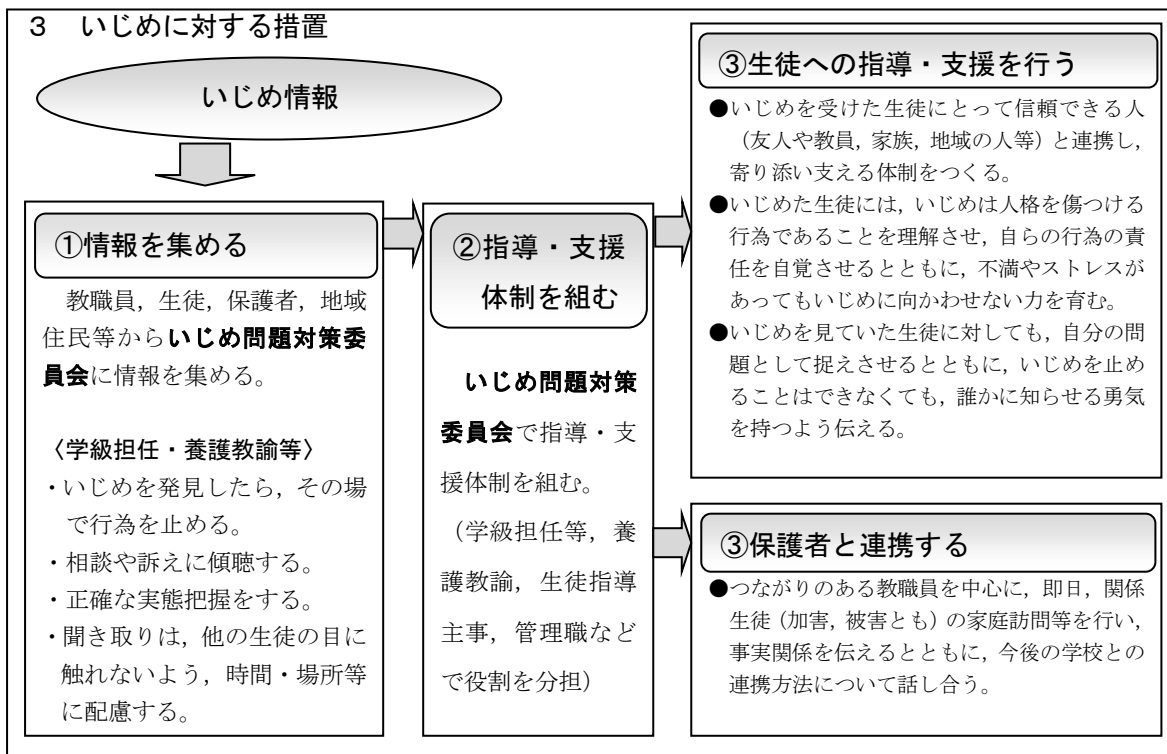 ３　いじめに対する措置
いじめ情報
①情報を集める
教職員，生徒，保護者，地域
住民等からいじめ問題対策委
員会に情報を集める。
〈学級担任・養護教諭等〉
・いじめを発見したら，その場
で行為を止める。
・相談や訴えに傾聴する。
・正確な実態把握をする。
・聞き取りは，他の生徒の目に
触れないよう，時間・場所等
に配慮する。
②指導・支援
体制を組む
いじめ問題対策
委員会で指導・支
援体制を組む。
（学級担任等，養
護教諭，生徒指導
主事，管理職など
で役割を分担）
③生徒への指導・支援を行う
●いじめを受けた生徒にとって信頼できる人
（友人や教員，家族，地域の人等）と連携し，
寄り添い支える体制をつくる。
●いじめた生徒には，いじめは人格を傷つける
行為であることを理解させ，自らの行為の責
任を自覚させるとともに，不満やストレスが
あってもいじめに向かわせない力を育む。
●いじめを見ていた生徒に対しても，自分の問
題として捉えさせるとともに，いじめを止め
ることはできなくても，誰かに知らせる勇気
を持つよう伝える。
③保護者と連携する
●つながりのある教職員を中心に，即日，関係
生徒（加害，被害とも）の家庭訪問等を行い，
事実関係を伝えるとともに，今後の学校との
連携方法について話し合う。